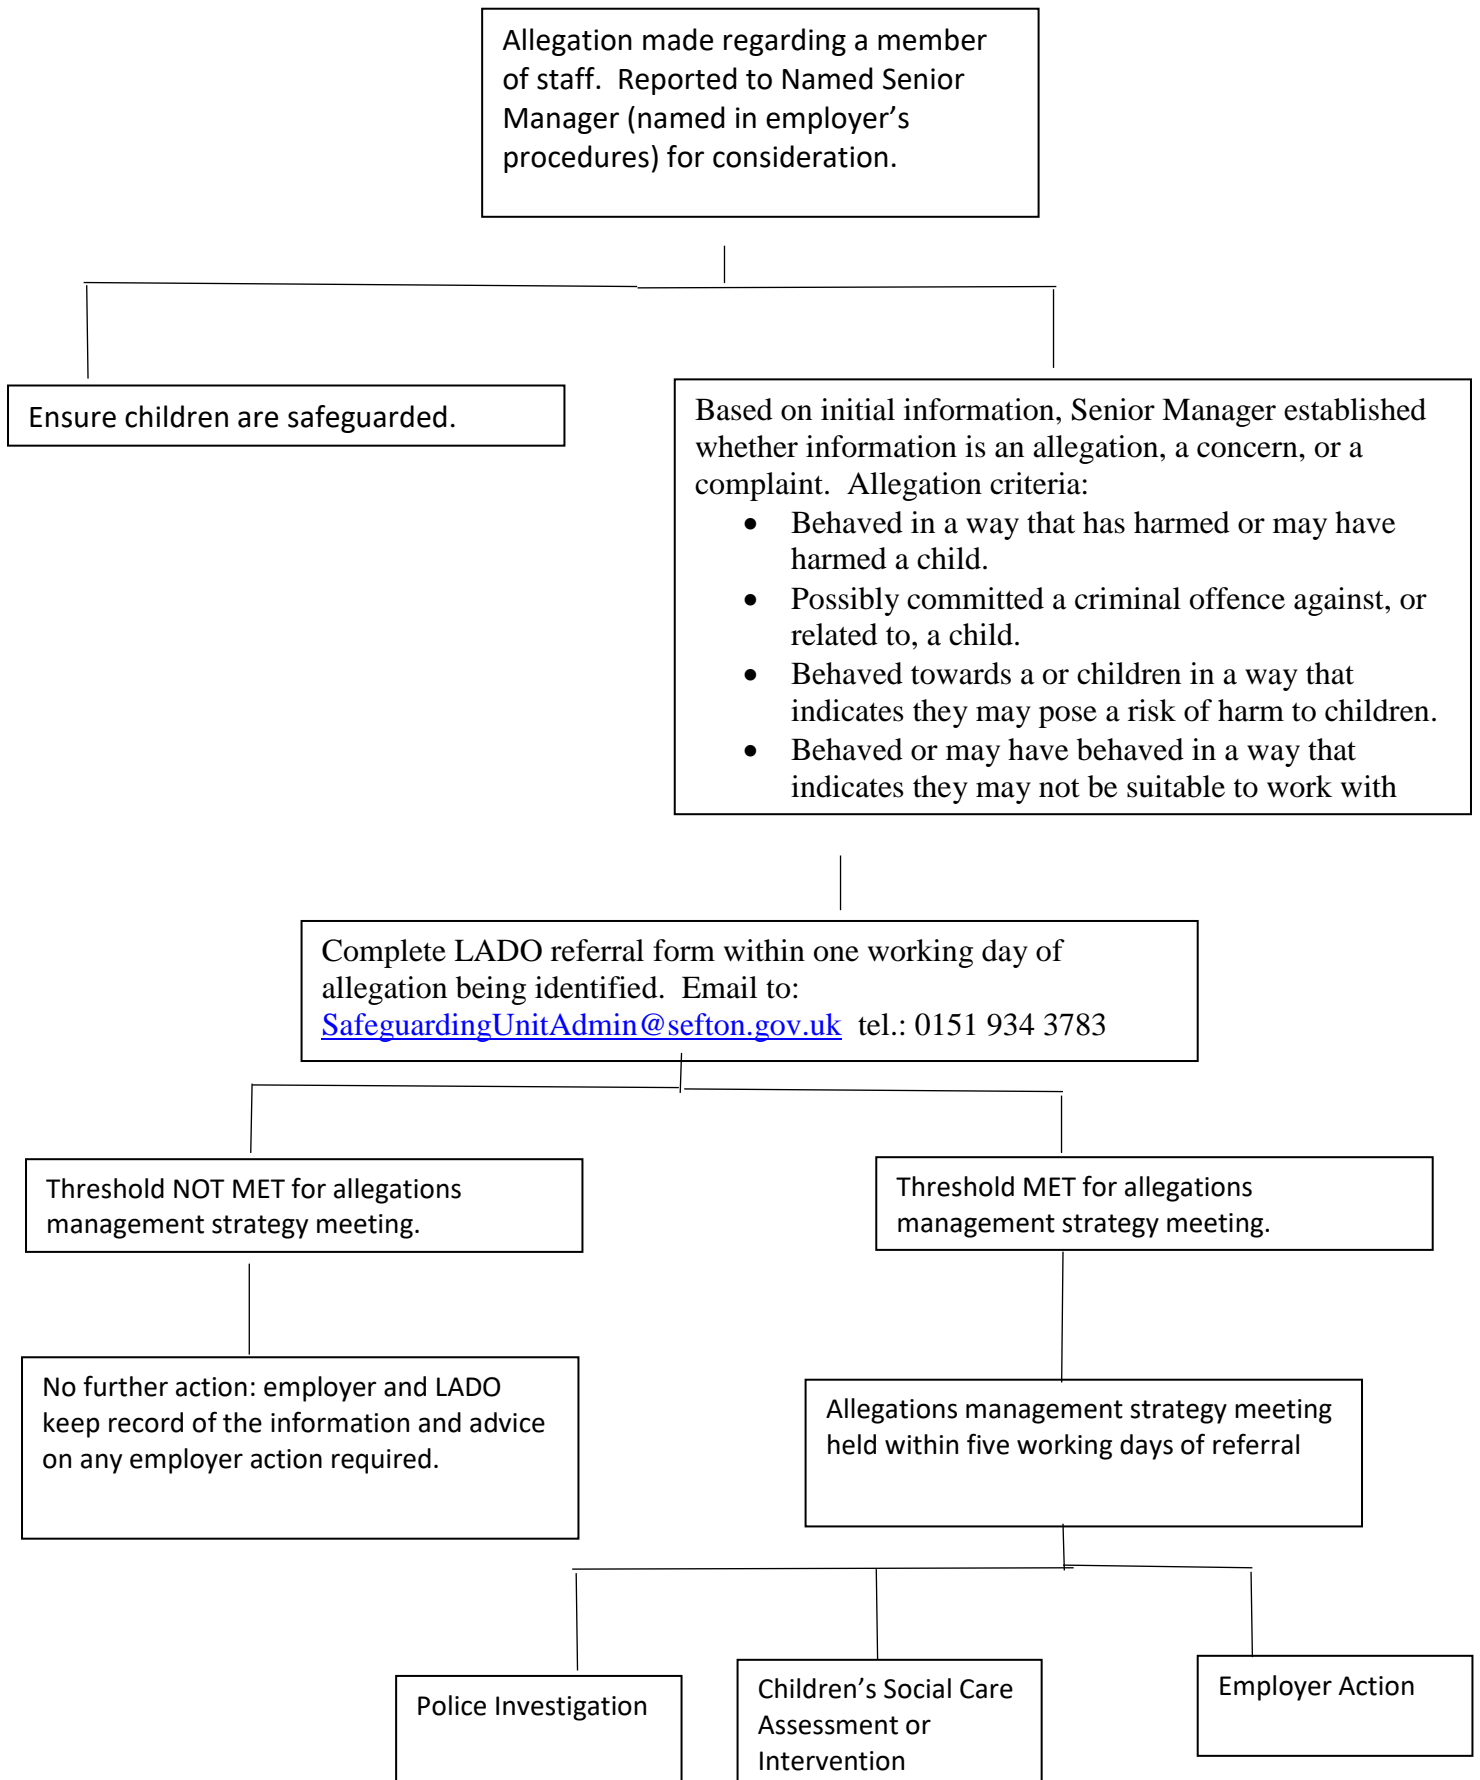 Allegation made regarding a member
of staff.  Reported to Named Senior
Manager (named in employer’s
procedures) for consideration.
Ensure children are safeguarded.
Based on initial information, Senior Manager established
whether information is an allegation, a concern, or a
complaint.  Allegation criteria:
• Behaved in a way that has harmed or may have
harmed a child.
• Possibly committed a criminal offence against, or
related to, a child.
• Behaved towards a or children in a way that
indicates they may pose a risk of harm to children.
• Behaved or may have behaved in a way that
indicates they may not be suitable to work with
Complete LADO referral form within one working day of
allegation being identified.  Email to:
SafeguardingUnitAdmin@sefton.gov.uk  tel.: 0151 934 3783
Threshold NOT MET for allegations
management strategy meeting.
Threshold MET for allegations
management strategy meeting.
No further action: employer and LADO
keep record of the information and advice
on any employer action required.
Allegations management strategy meeting
held within five working days of referral
Police Investigation
Children’s Social Care
Assessment or
Intervention
Employer Action